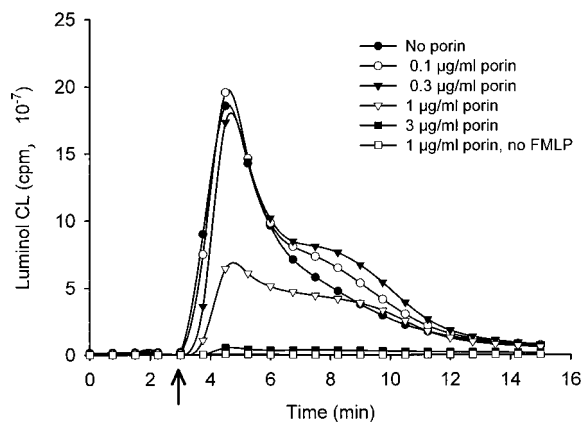 25
20
15
10
5
0
Luminol CL (cpm, 10⁻⁷)
No porin
0.1 µg/ml porin
0.3 µg/ml porin
1 µg/ml porin
3 µg/ml porin
1 µg/ml porin, no FMLP
0 2 4 6 8 10 12 14 16
Time (min)